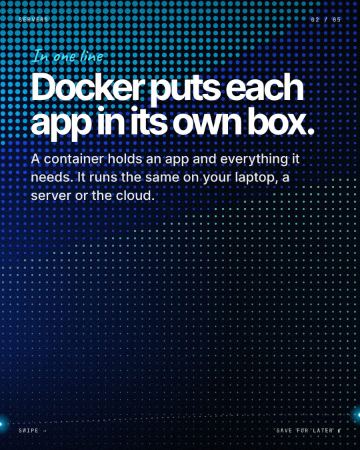 SERVERS
02 / 05
In one line
Docker puts each
app in its own box.
A container holds an app and everything it
needs. It runs the same on your laptop, a
server or the cloud.
SWIPE →
SAVE FOR LATER